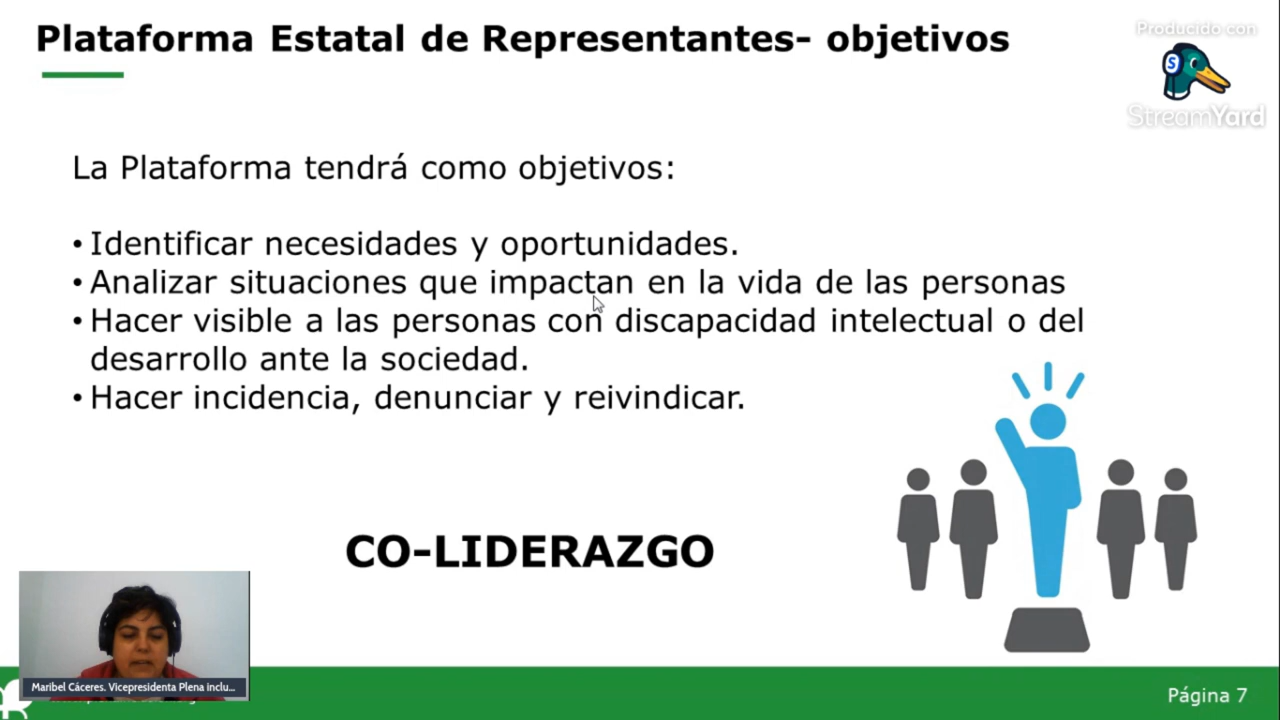 Plataforma Estatal de Representantes- objetivos
Producido con
StreamYard
La Plataforma tendrá como objetivos:
• Identificar necesidades y oportunidades.
• Analizar situaciones que impactan en la vida de las personas
• Hacer visible a las personas con discapacidad intelectual o del
desarrollo ante la sociedad.
• Hacer incidencia, denunciar y reivindicar.
CO-LIDERAZGO
Maribel Cáceres. Vicepresidenta Plena inclu...
Página 7